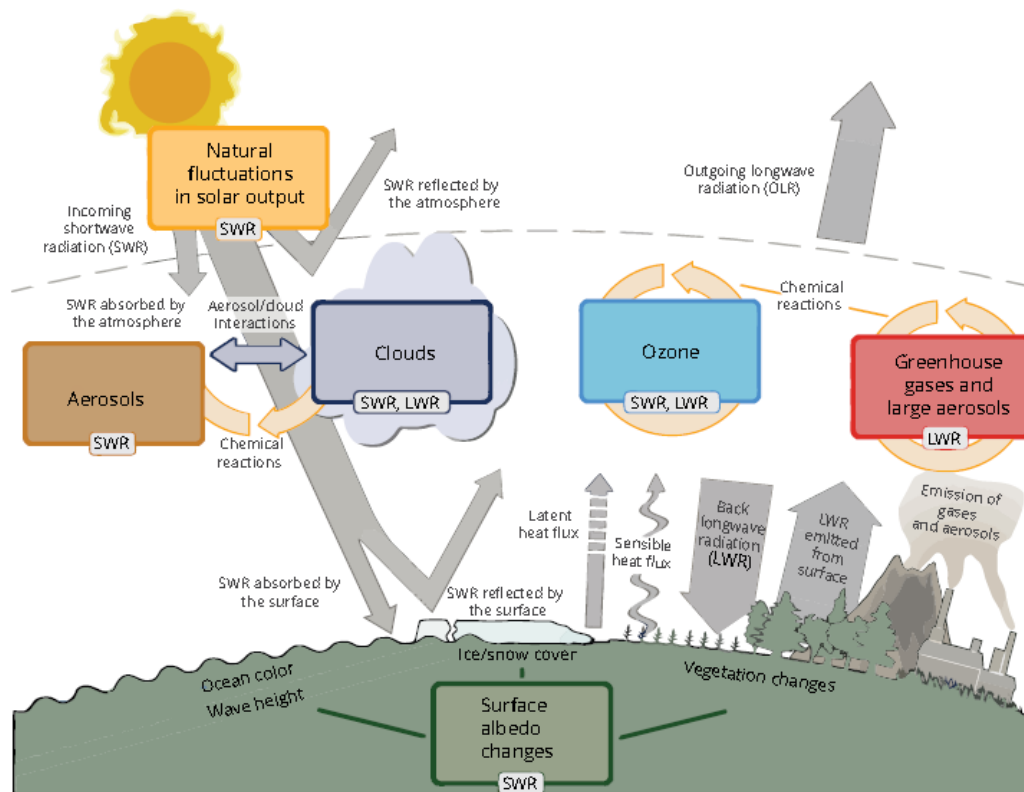 Natural
fluctuations
in solar output
SWR
Incoming
shortwave
radiation (SWR)
SWR reflected by
the atmosphere
Outgoing longwave
radiation (OLR)
SWR absorbed by
the atmosphere
Aerosol/cloud
Interactions
Chemical
reactions
Aerosols
SWR
Clouds
SWR, LWR
Ozone
SWR, LWR
Greenhouse
gases and
large aerosols
LWR
Chemical
reactions
Latent
heat flux
Sensible
heat flux
Back
longwave
radiation
(LWR)
LWR
emitted
from
surface
Emission of
gases
and aerosols
SWR absorbed by
the surface
SWR reflected by
the surface
Ice/snow cover
Ocean color
Wave height
Vegetation changes
Surface
albedo
changes
SWR